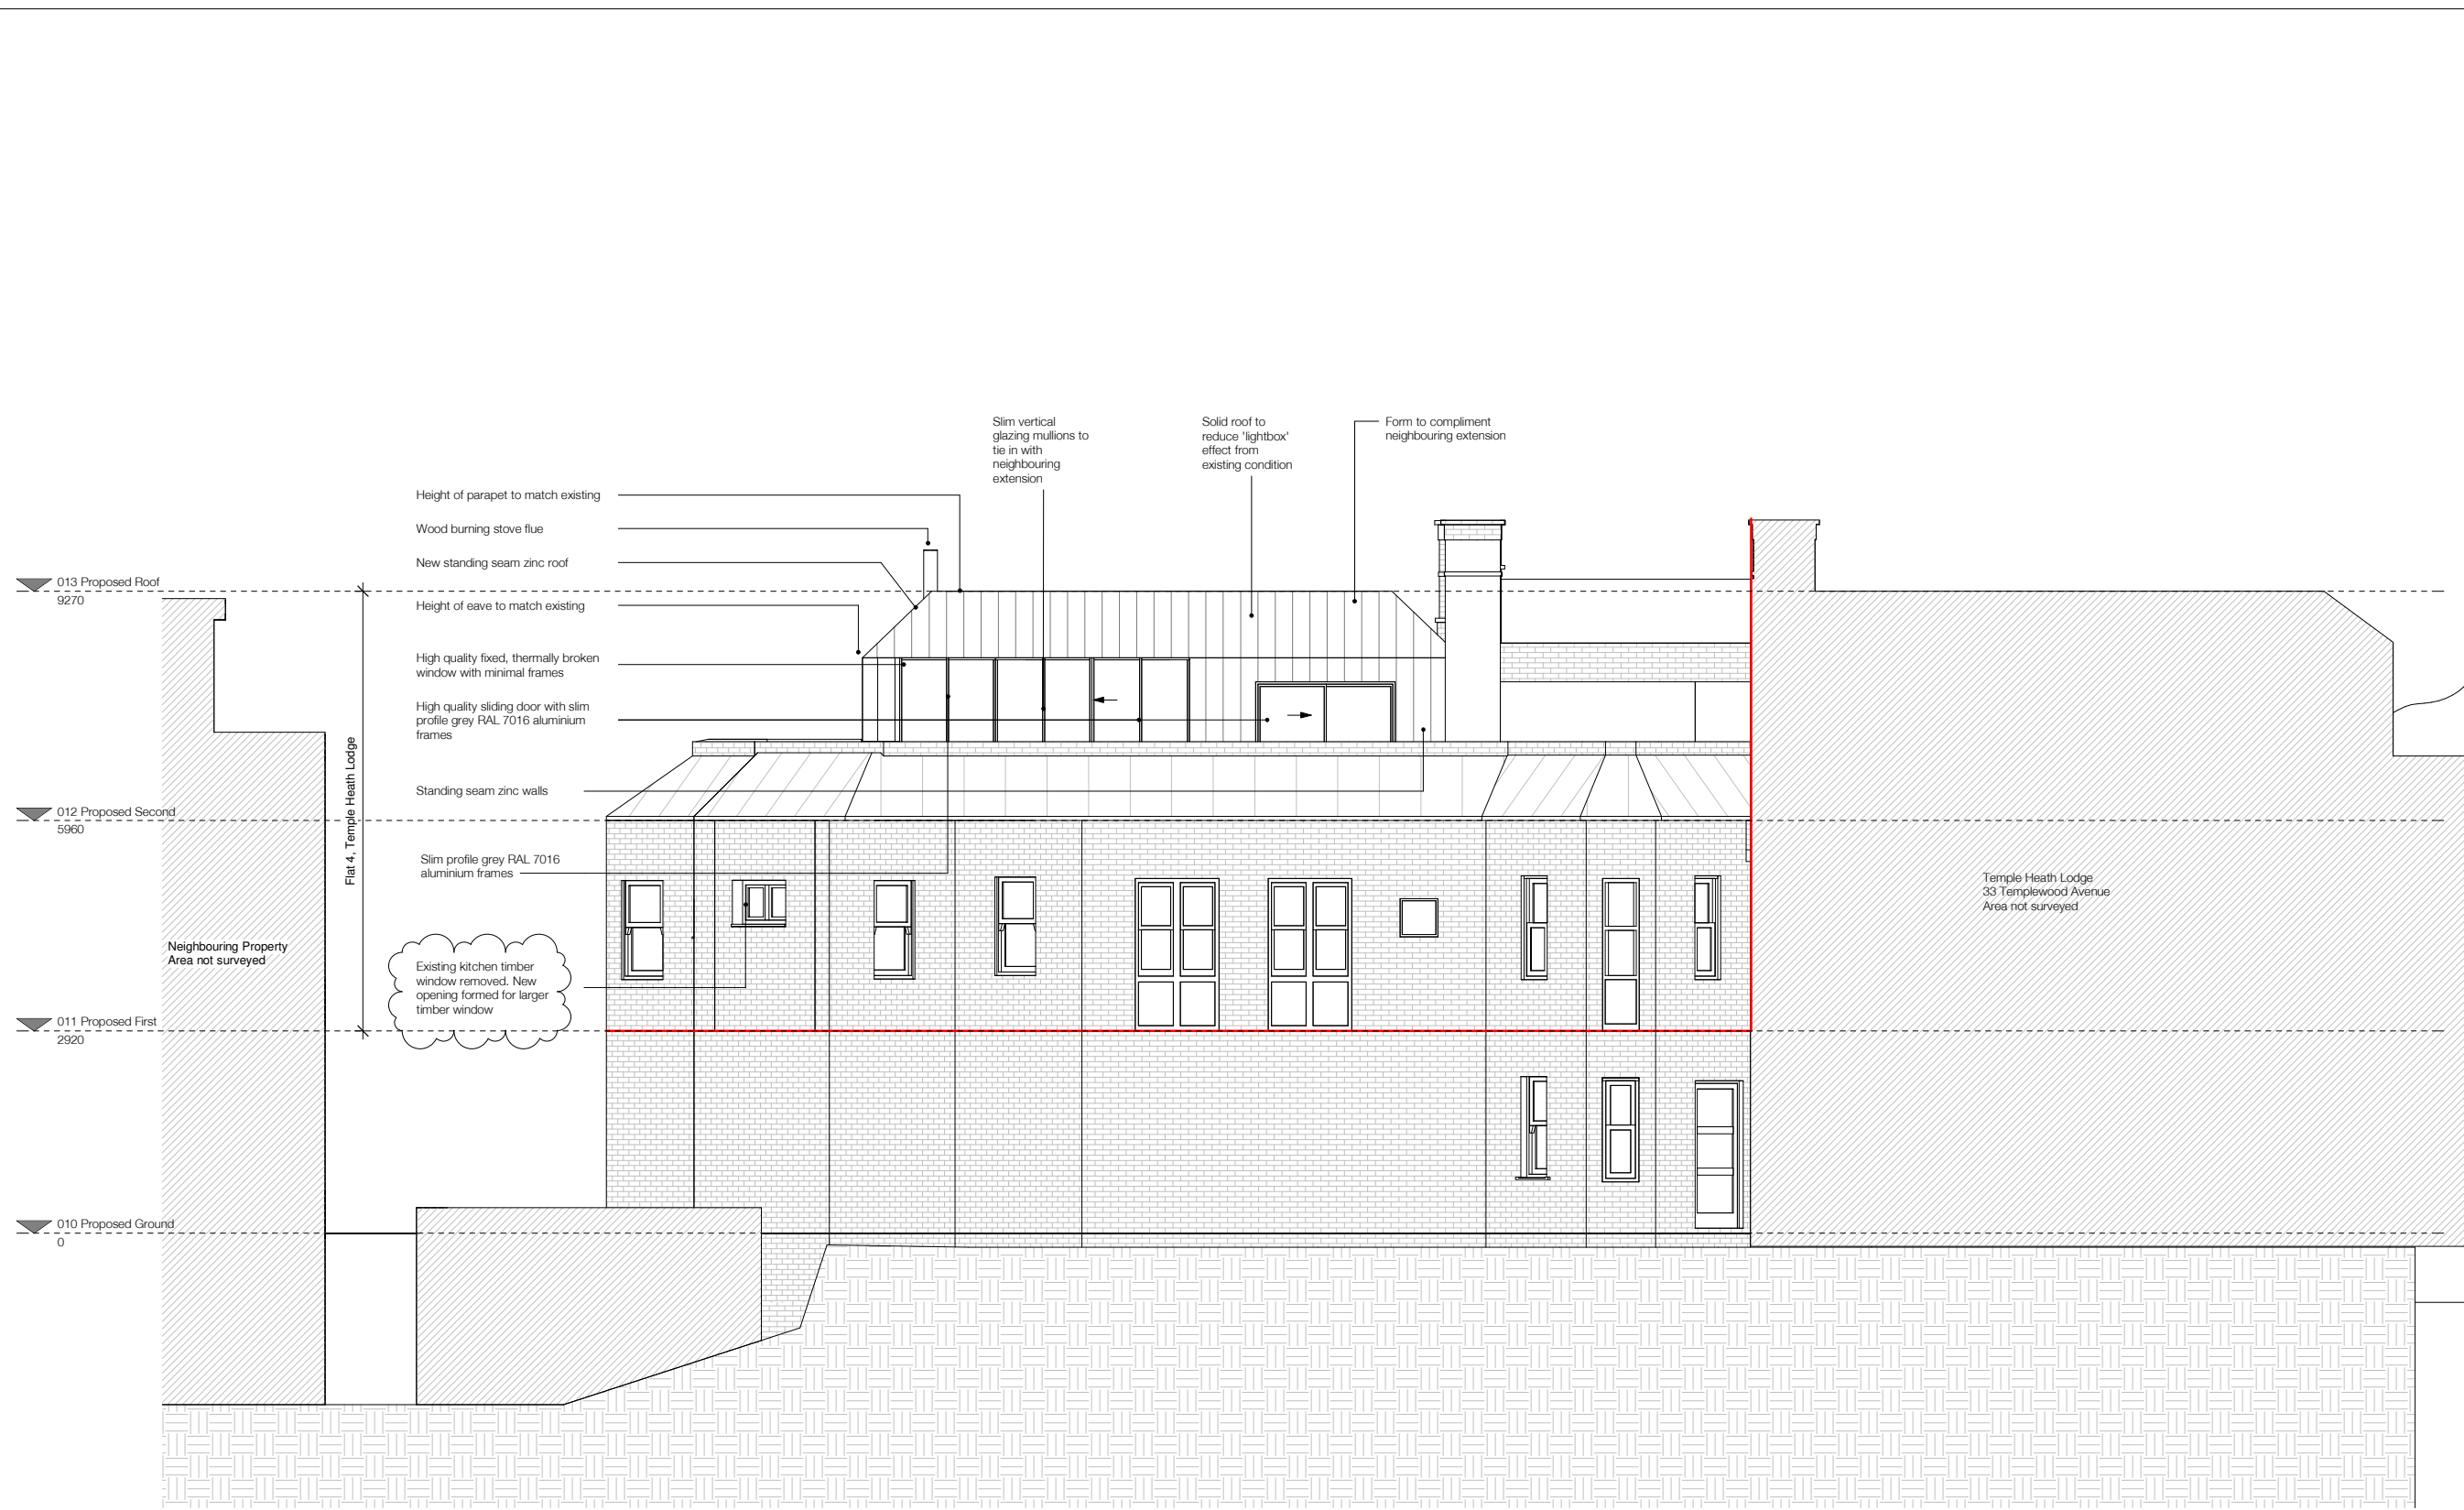 Slim vertical
glazing mullions to
tie in with
neighbouring
extension
Solid roof to
reduce 'lightbox'
effect from
existing condition
Form to compliment
neighbouring extension
Height of parapet to match existing
Wood burning stove flue
New standing seam zinc roof
013 Proposed Roof
9270
Height of eave to match existing
High quality fixed, thermally broken
window with minimal frames
High quality sliding door with slim
profile grey RAL 7016 aluminium
frames
Flat 4, Temple Heath Lodge
Standing seam zinc walls
012 Proposed Second
5960
Slim profile grey RAL 7016
aluminium frames
Temple Heath Lodge
33 Templewood Avenue
Area not surveyed
Neighbouring Property
Area not surveyed
Existing kitchen timber
window removed. New
opening formed for larger
timber window
011 Proposed First
2920
010 Proposed Ground
0